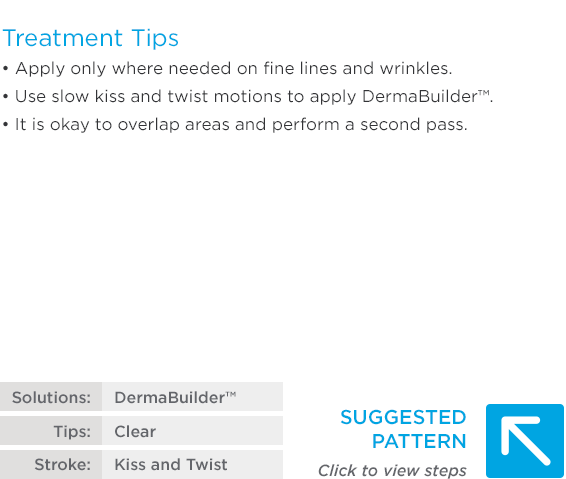 Treatment Tips
• Apply only where needed on fine lines and wrinkles.
• Use slow kiss and twist motions to apply DermaBuilder™.
• It is okay to overlap areas and perform a second pass.
Solutions: DermaBuilder™
Tips: Clear
Stroke: Kiss and Twist
SUGGESTED
PATTERN
Click to view steps